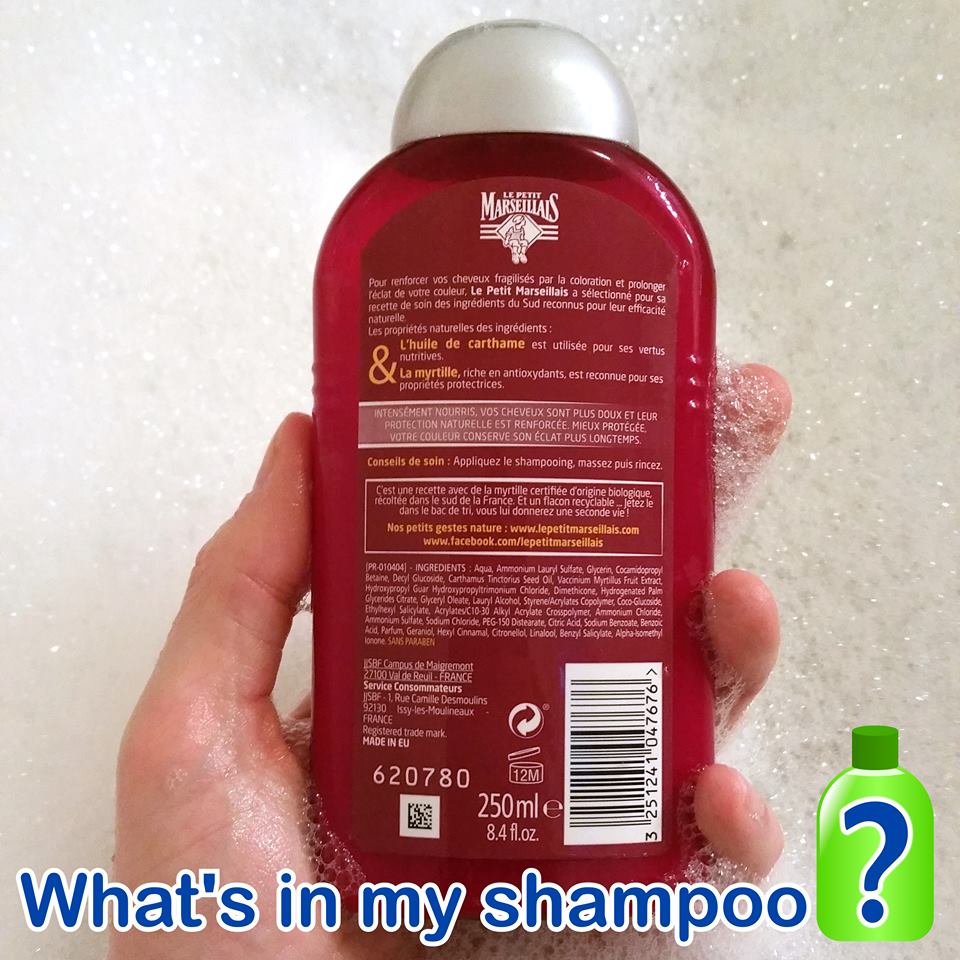 LE PETIT
MARSEILLAIS
Pour renforcer vos cheveux fragilisés par la coloration et prolonger
l'éclat de votre couleur, Le Petit Marseillais a sélectionné pour sa
recette de soin des ingrédients du Sud reconnus pour leur efficacité
naturelle.
Les propriétés naturelles des ingrédients :
L'huile de carthame est utilisée pour ses vertus
nutritives.
&
La myrtille, riche en antioxydants, est reconnue pour ses
propriétés protectrices.
INTENSÉMENT NOURRIS, VOS CHEVEUX SONT PLUS DOUX ET LEUR
PROTECTION NATURELLE EST RENFORCÉE. MIEUX PROTÉGÉE,
VOTRE COULEUR CONSERVE SON ÉCLAT PLUS LONGTEMPS.
Conseils de soin : Appliquez le shampooing, massez puis rincez.
C'est une recette avec de la myrtille certifiée d'origine biologique,
récoltée dans le sud de la France. Et un flacon recyclable ... jetez le
dans le bac de tri, vous lui donnerez une seconde vie !
Nos petits gestes nature : www.lepetitmarseillais.com
www.facebook.com/lepetitmarseillais
[PR-010404] - INGREDIENTS : Aqua, Ammonium Lauryl Sulfate, Glycerin, Cocamidopropyl
Betaine, Decyl Glucoside, Carthamus Tinctorius Seed Oil, Vaccinium Myrtillus Fruit Extract,
Hydroxypropyl Guar Hydroxypropyltrimonium Chloride, Dimethicone, Hydrogenated Palm
Glycerides Citrate, Glyceryl Oleate, Lauryl Alcohol, Styrene/Acrylates Copolymer, Coco-Glucoside,
Ethylhexyl Salicylate, Acrylates/C10-30 Alkyl Acrylate Crosspolymer, Ammonium Chloride,
Ammonium Sulfate, Sodium Chloride, PEG-150 Distearate, Citric Acid, Sodium Benzoate, Benzoic
Acid, Parfum, Geraniol, Hexyl Cinnamal, Citronellol, Linalool, Benzyl Salicylate, Alpha-Isomethyl
Ionone. SANS PARABEN
JJSBF Campus de Maigremont
27100 Val de Reuil - FRANCE
Service Consommateurs
JJSBF - 1, Rue Camille Desmoulins
92130 Issy-les-Moulineaux -
FRANCE
Registered trade mark.
MADE IN EU
®
620780
12M
250 ml e
8.4 fl.oz.
3 251241 047676 >
What's in my shampoo?